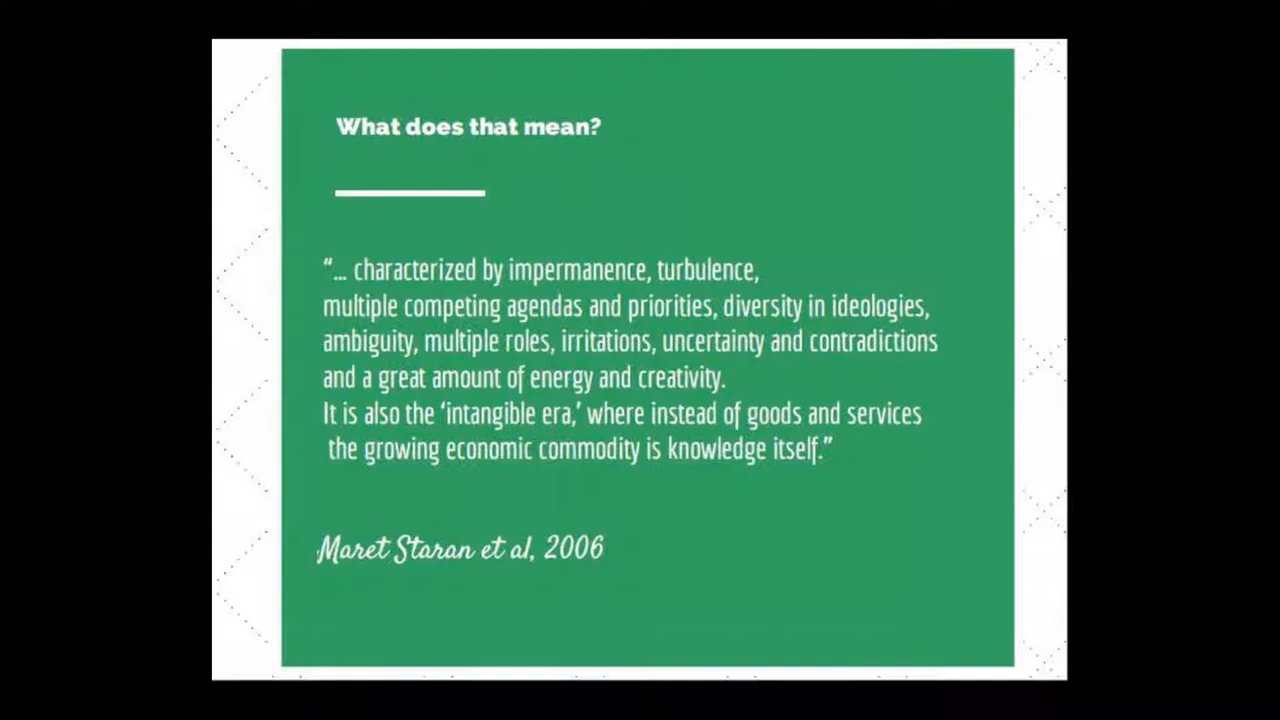 What does that mean?
“... characterized by impermanence, turbulence,
multiple competing agendas and priorities, diversity in ideologies,
ambiguity, multiple roles, irritations, uncertainty and contradictions
and a great amount of energy and creativity.
It is also the ‘intangible era,’ where instead of goods and services
the growing economic commodity is knowledge itself.”
Maret Staran et al, 2006